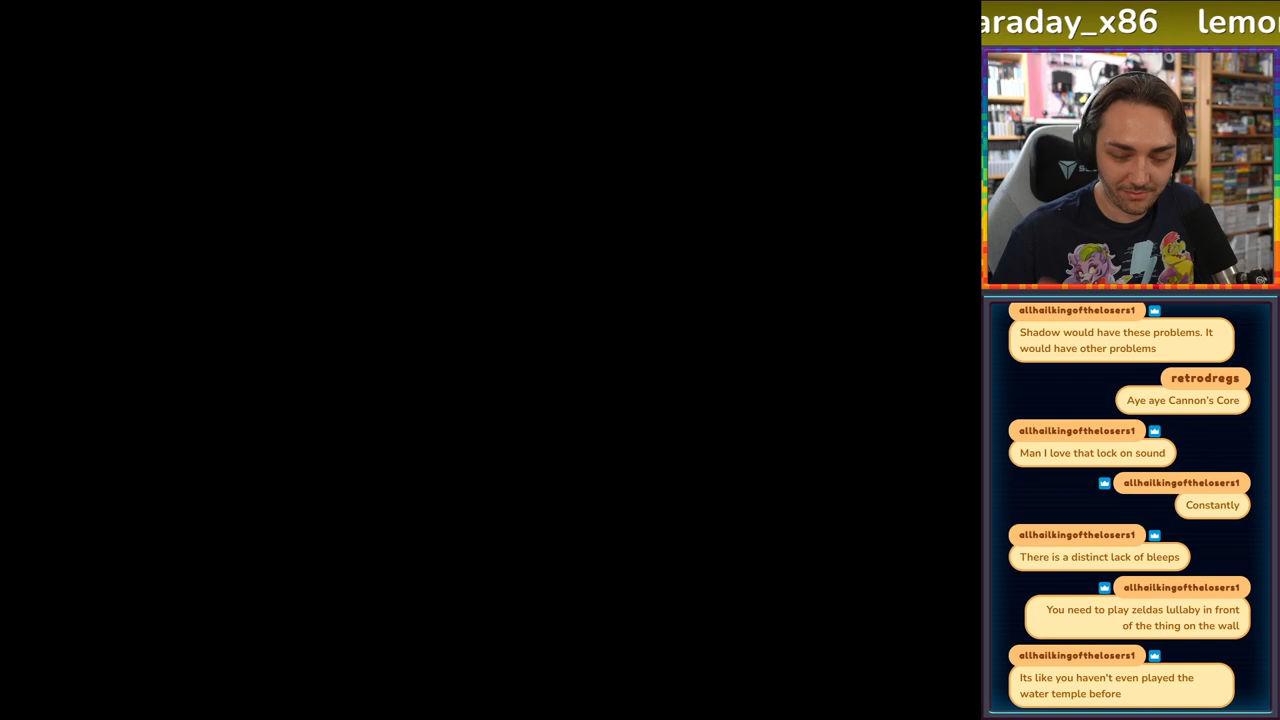 araday_x86 lemo
allhailkingofthelosers1
Shadow would have these problems. It
would have other problems
retrodregs
Aye aye Cannon's Core
allhailkingofthelosers1
Man I love that lock on sound
allhailkingofthelosers1
Constantly
allhailkingofthelosers1
There is a distinct lack of bleeps
allhailkingofthelosers1
You need to play zeldas lullaby in front
of the thing on the wall
allhailkingofthelosers1
Its like you haven't even played the
water temple before